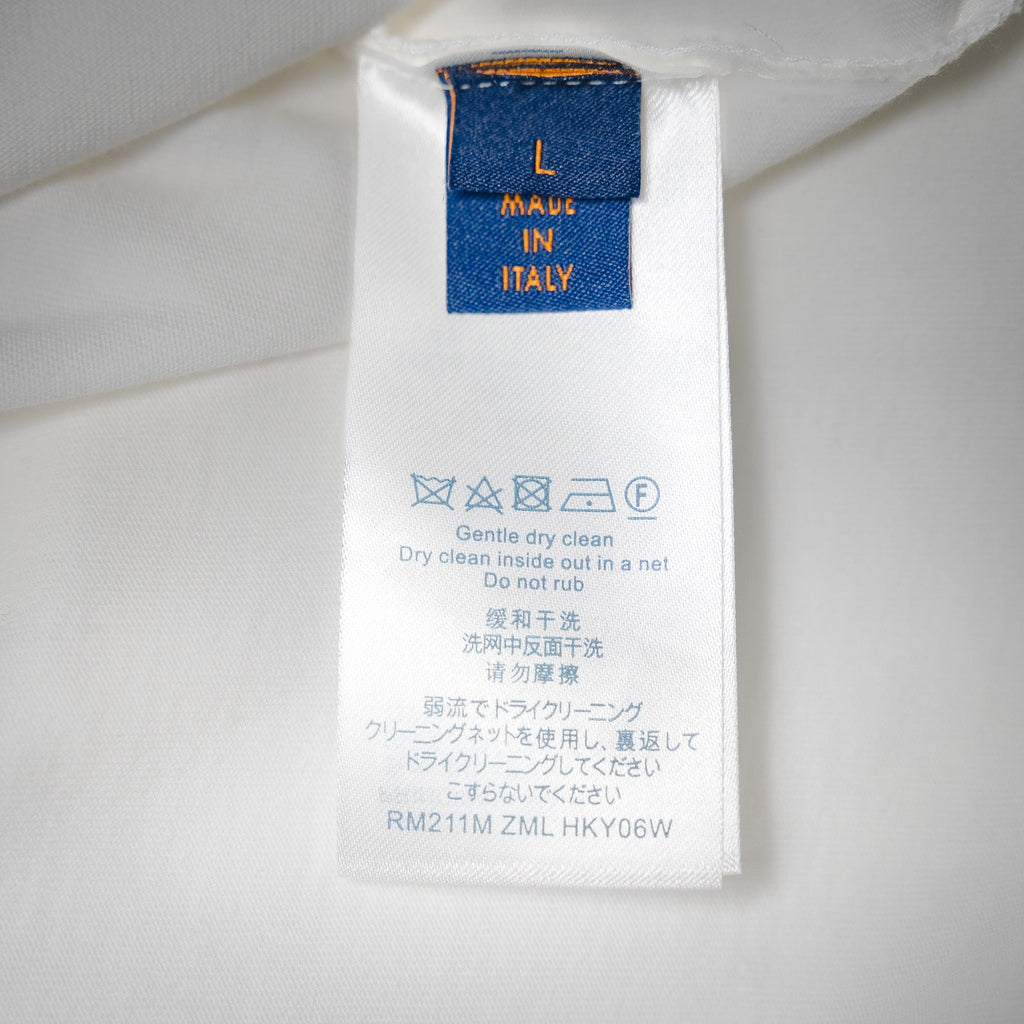 L
MADE
IN
ITALY
F
Gentle dry clean
Dry clean inside out in a net
Do not rub
缓和干洗
洗网中反面干洗
请勿摩擦
弱流でドライクリーニング
クリーニングネットを使用し、裏返して
ドライクリーニングしてください
こすらないでください
RM211M ZML HKY06W